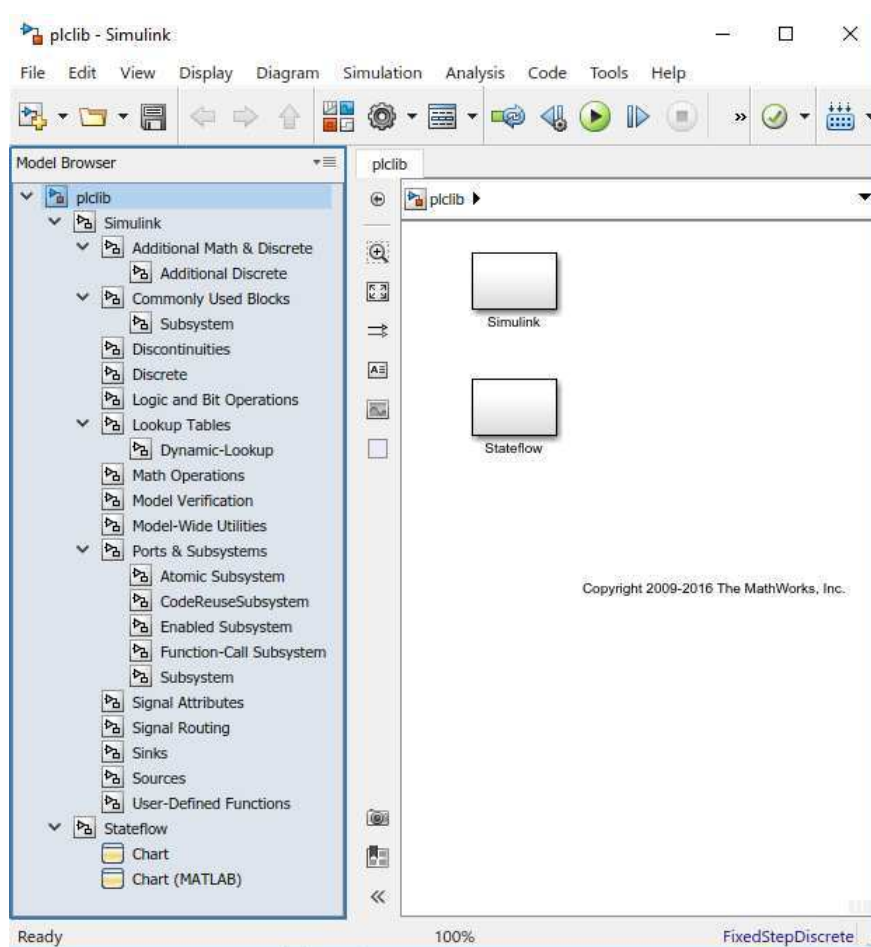 plclib - Simulink
File Edit View Display Diagram Simulation Analysis Code Tools Help
Model Browser
plclib
Simulink
Additional Math & Discrete
Additional Discrete
Commonly Used Blocks
Subsystem
Discontinuities
Discrete
Logic and Bit Operations
Lookup Tables
Dynamic-Lookup
Math Operations
Model Verification
Model-Wide Utilities
Ports & Subsystems
Atomic Subsystem
CodeReuseSubsystem
Enabled Subsystem
Function-Call Subsystem
Subsystem
Signal Attributes
Signal Routing
Sinks
Sources
User-Defined Functions
Stateflow
Chart
Chart (MATLAB)
plclib
plclib
Simulink
Stateflow
Copyright 2009-2016 The MathWorks, Inc.
Ready 100% FixedStepDiscrete